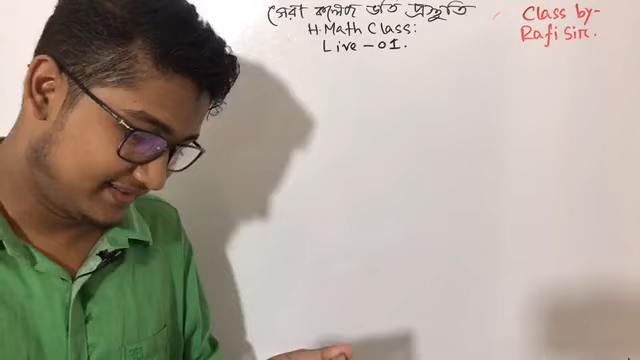 সেরা কলেজ ভর্তি প্রস্তুতি
H.Math Class:
Live - 01.
Class by-
Rafi Sir.